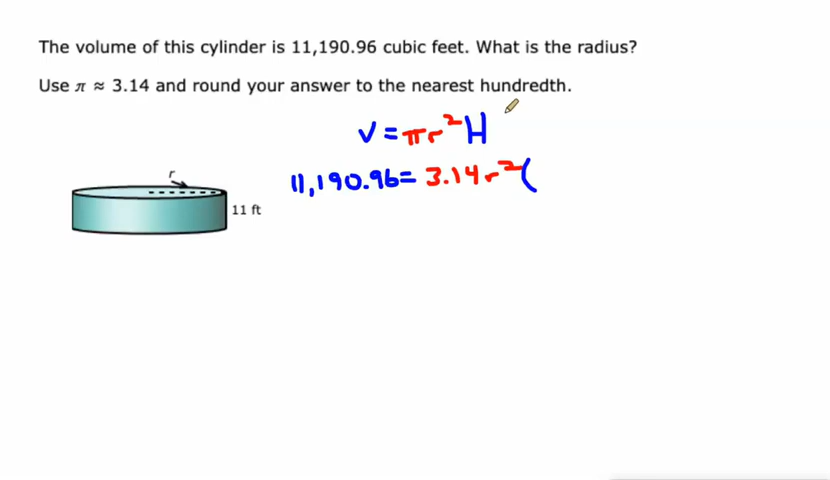 The volume of this cylinder is 11,190.96 cubic feet. What is the radius?
Use π ≈ 3.14 and round your answer to the nearest hundredth.
V = πr²H
11,190.96 = 3.14r²(
r
11 ft